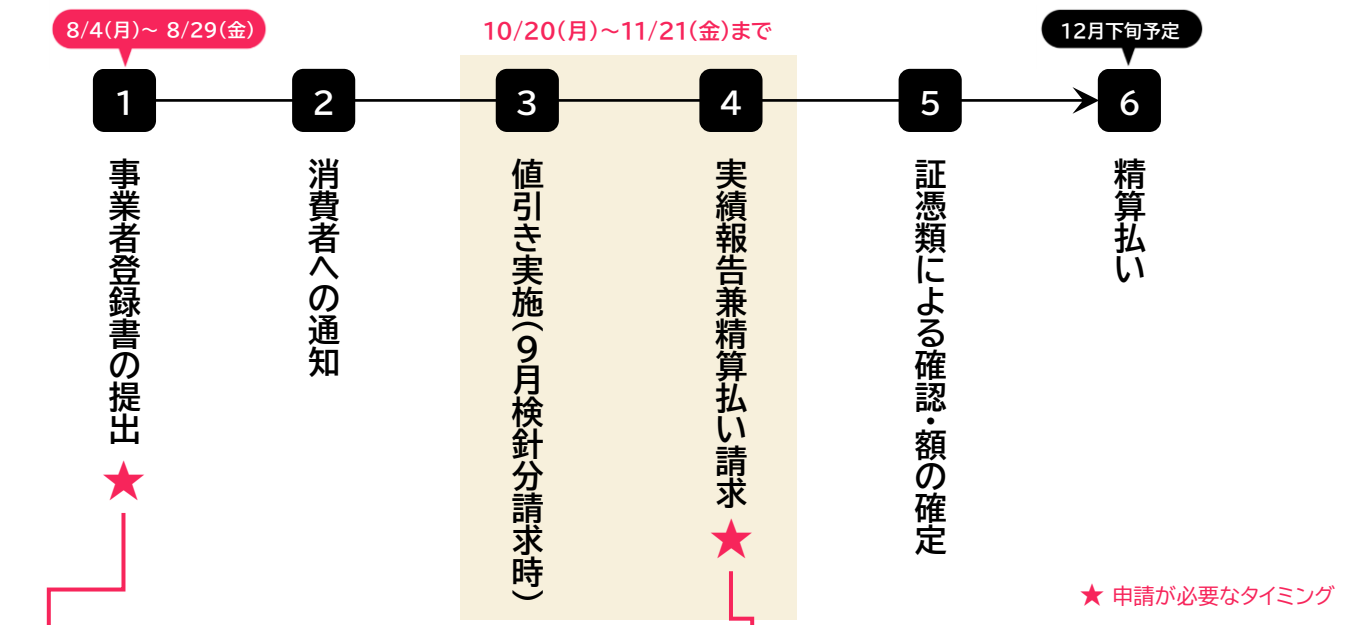 8/4(月)~ 8/29(金)
10/20(月)~11/21(金)まで
12月下旬予定
1
2
3
4
5
6
事業者登録書の提出
★
消費者への通知
値引き実施(9月検針分請求時)
実績報告兼精算払い請求
★
証憑類による確認・額の確定
精算払い
★ 申請が必要なタイミング